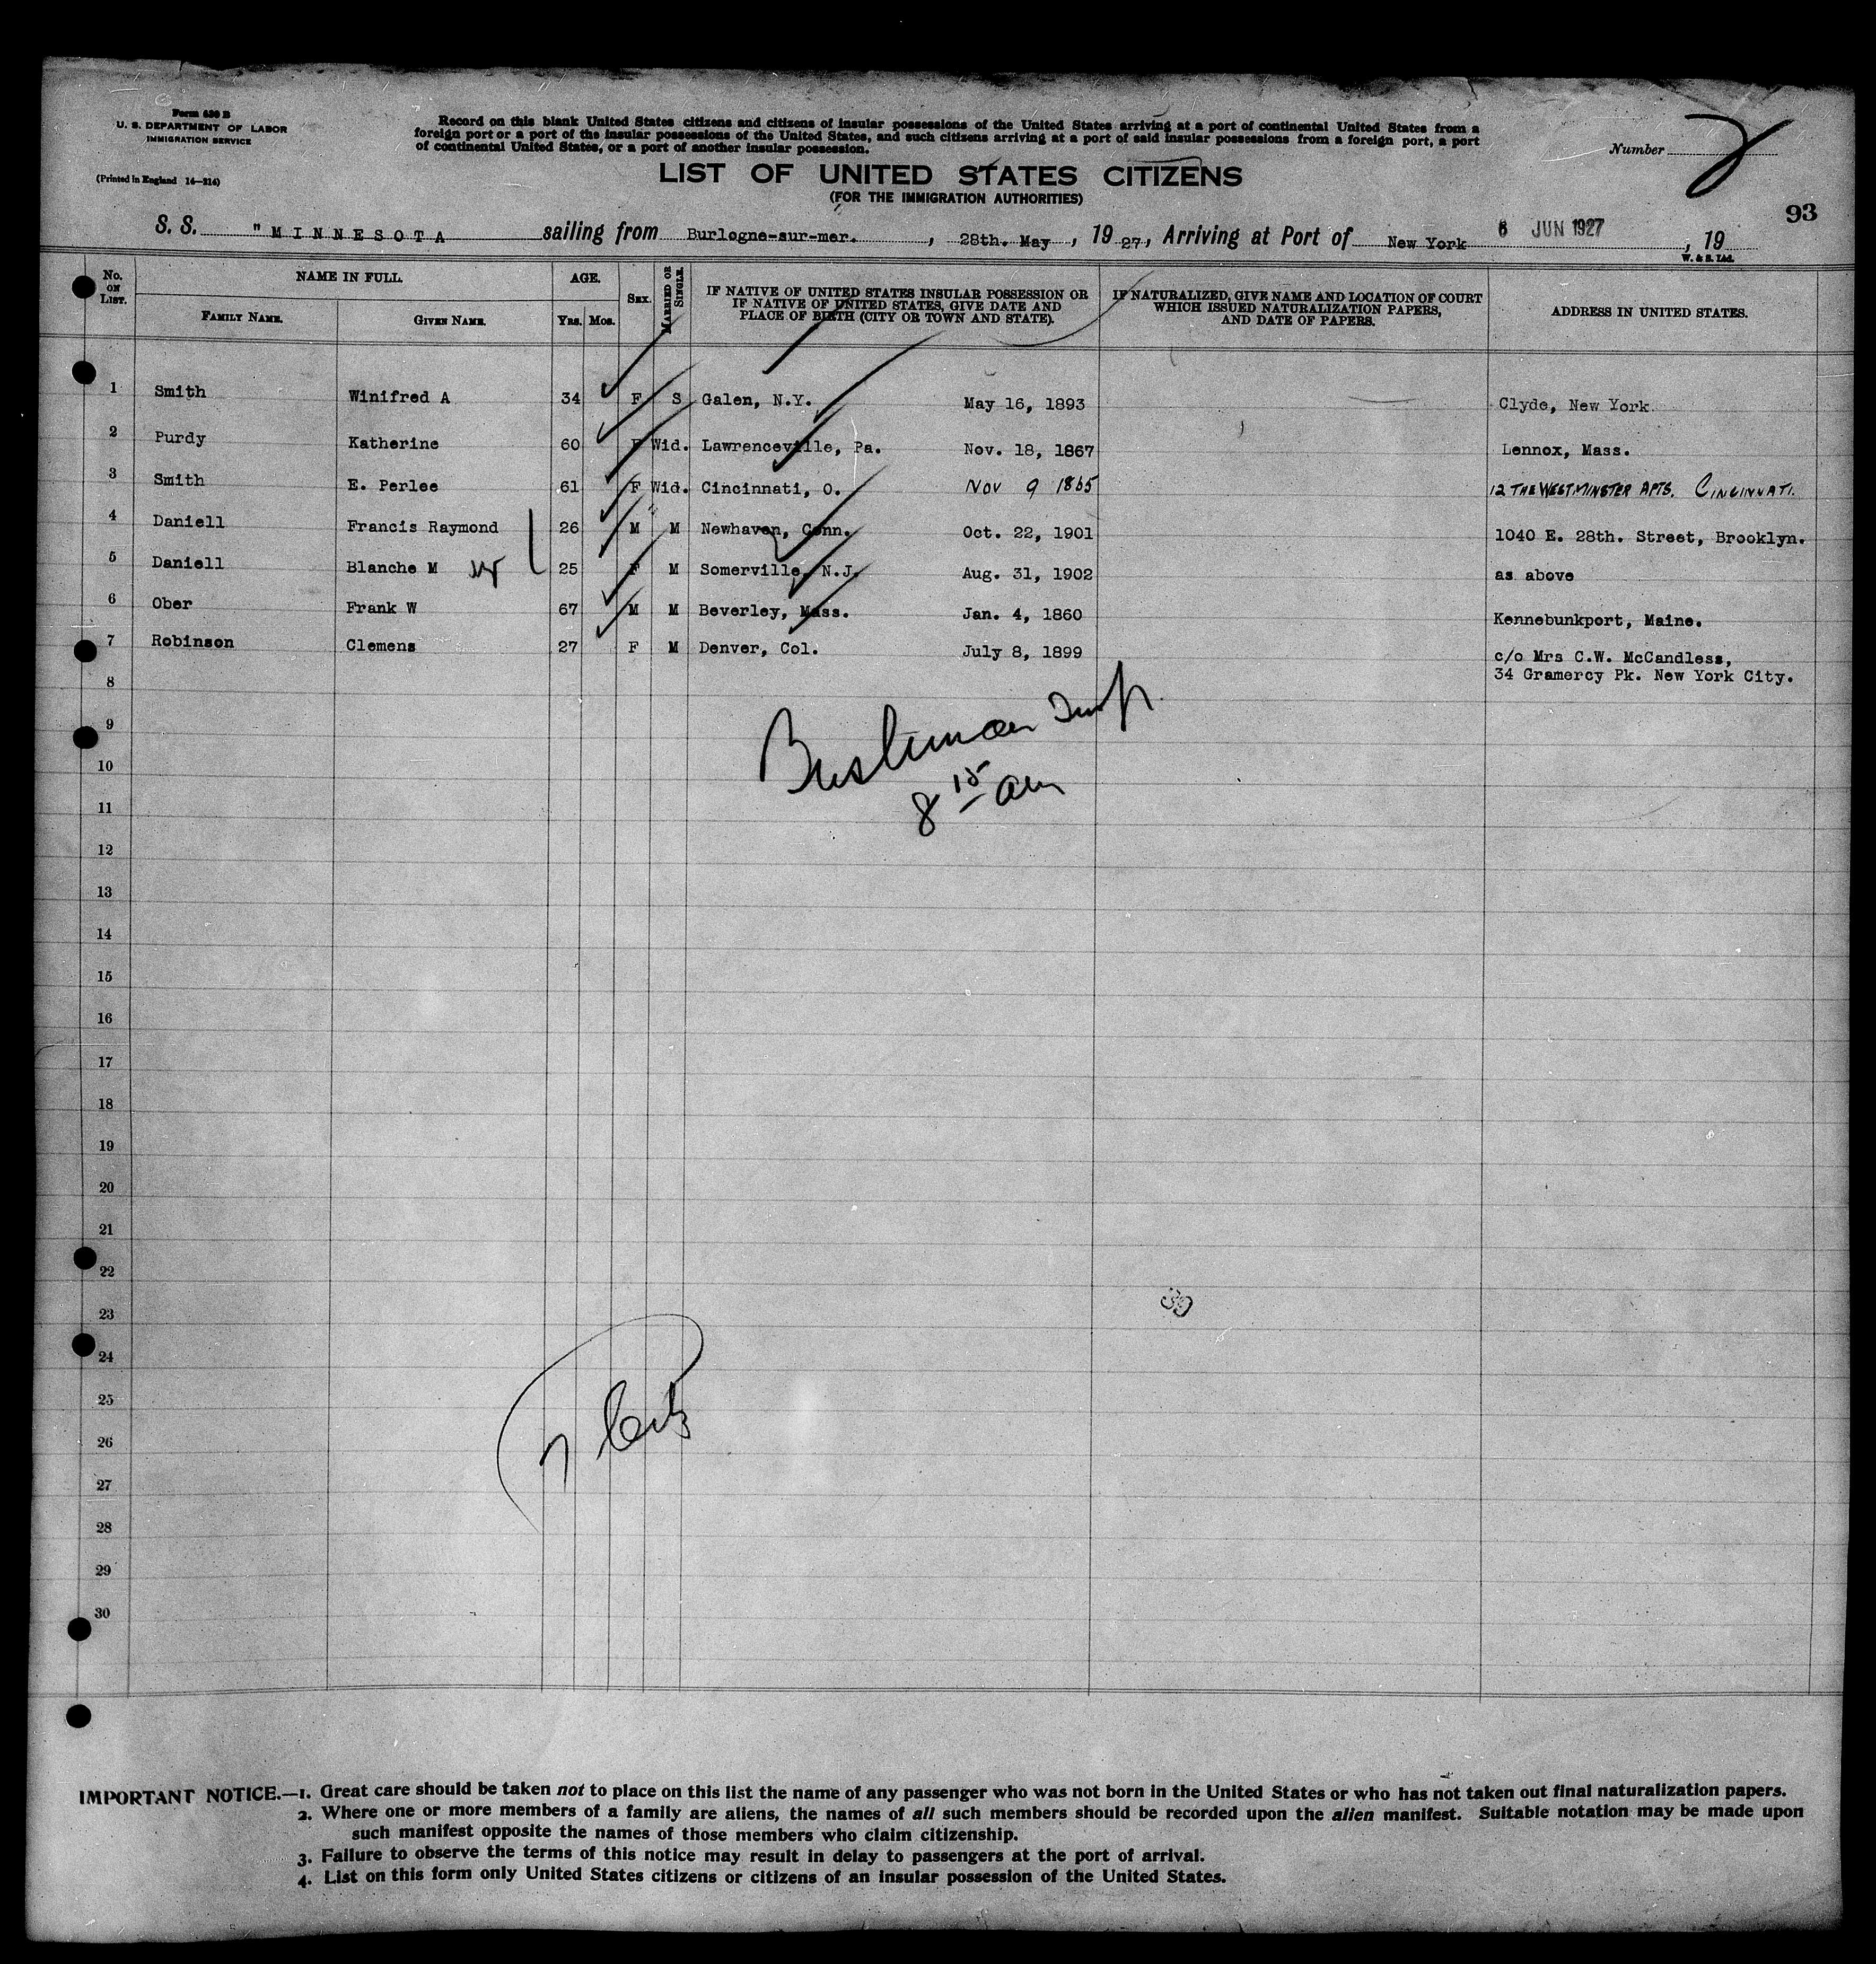 Form 630 B
U. S. DEPARTMENT OF LABOR
IMMIGRATION SERVICE
(Printed in England 14—214)
Record on this blank United States citizens and citizens of insular possessions of the United States arriving at a port of continental United States from a
foreign port or a port of the insular possessions of the United States, and such citizens arriving at a port of said insular possessions from a foreign port, a port
of continental United States, or a port of another insular possession.
Number
LIST OF UNITED STATES CITIZENS
(FOR THE IMMIGRATION AUTHORITIES)
93
S. S. "MINNESOTA sailing from Burlogne-sur-mer. , 28th. May , 19 27, Arriving at Port of New York 6 JUN 1927 , 19
W. & S. Ltd.
No. ON LIST. NAME IN FULL. AGE. SEX. MARRIED OR SINGLE. IF NATIVE OF UNITED STATES INSULAR POSSESSION OR IF NATIVE OF UNITED STATES, GIVE DATE AND PLACE OF BIRTH (CITY OR TOWN AND STATE). IF NATURALIZED, GIVE NAME AND LOCATION OF COURT WHICH ISSUED NATURALIZATION PAPERS, AND DATE OF PAPERS. ADDRESS IN UNITED STATES.
FAMILY NAME. GIVEN NAME. Yrs. Mos.
1 Smith Winifred A 34 F S Galen, N.Y. May 16, 1893 Clyde, New York
2 Purdy Katherine 60 F Wid. Lawrenceville, Pa. Nov. 18, 1867 Lennox, Mass.
3 Smith E. Perlee 61 F Wid. Cincinnati, O. Nov 9 1865 12 THE WESTMINSTER APTS. CINCINNATI.
4 Daniell Francis Raymond 26 M M Newhaven, Conn. Oct. 22, 1901 1040 E. 28th. Street, Brooklyn.
5 Daniell Blanche M 25 F M Somerville, N.J. Aug. 31, 1902 as above
6 Ober Frank W 67 M M Beverley, Mass. Jan. 4, 1860 Kennebunkport, Maine.
7 Robinson Clemens 27 F M Denver, Col. July 8, 1899 c/o Mrs C.W. McCandless,
34 Gramercy Pk. New York City.
8
9
10
11
12
13
14
15
16
17
18
19
20
21
22
23
24
25
26
27
28
29
30
8 15 am
39
IMPORTANT NOTICE.—1. Great care should be taken not to place on this list the name of any passenger who was not born in the United States or who has not taken out final naturalization papers.
2. Where one or more members of a family are aliens, the names of all such members should be recorded upon the alien manifest. Suitable notation may be made upon
such manifest opposite the names of those members who claim citizenship.
3. Failure to observe the terms of this notice may result in delay to passengers at the port of arrival.
4. List on this form only United States citizens or citizens of an insular possession of the United States.